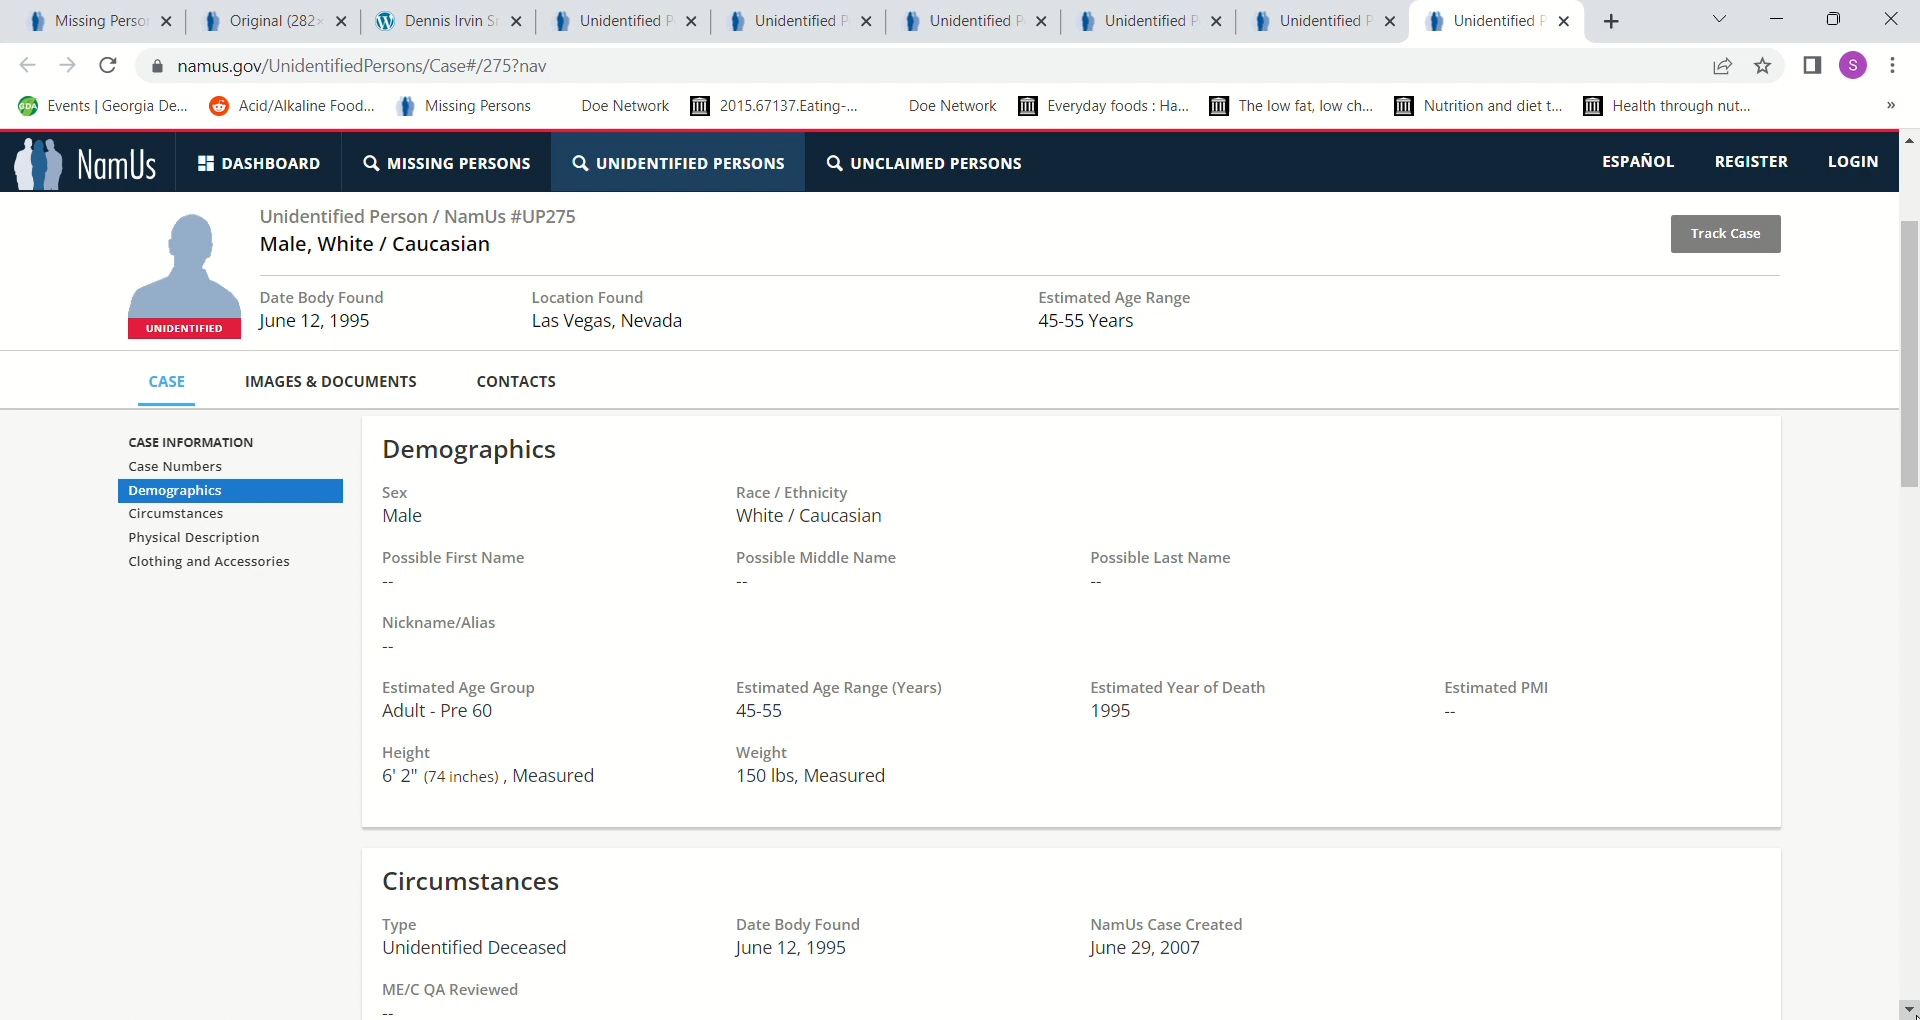 Missing Perso
Original (282×
Dennis Irvin S
Unidentified P
Unidentified P
Unidentified P
Unidentified P
Unidentified P
Unidentified P
namus.gov/UnidentifiedPersons/Case#/275?nav
S
GDA
Events | Georgia De...
Acid/Alkaline Food...
Missing Persons
Doe Network
2015.67137.Eating-...
Doe Network
Everyday foods : Ha...
The low fat, low ch...
Nutrition and diet t...
Health through nut...
»
NamUs
DASHBOARD
MISSING PERSONS
UNIDENTIFIED PERSONS
UNCLAIMED PERSONS
ESPAÑOL
REGISTER
LOGIN
Unidentified Person / NamUs #UP275
Male, White / Caucasian
Track Case
UNIDENTIFIED
Date Body Found
June 12, 1995
Location Found
Las Vegas, Nevada
Estimated Age Range
45-55 Years
CASE
IMAGES & DOCUMENTS
CONTACTS
CASE INFORMATION
Case Numbers
Demographics
Circumstances
Physical Description
Clothing and Accessories
Demographics
Sex
Male
Race / Ethnicity
White / Caucasian
Possible First Name
--
Possible Middle Name
--
Possible Last Name
--
Nickname/Alias
--
Estimated Age Group
Adult - Pre 60
Estimated Age Range (Years)
45-55
Estimated Year of Death
1995
Estimated PMI
--
Height
6' 2" (74 inches) , Measured
Weight
150 lbs, Measured
Circumstances
Type
Unidentified Deceased
Date Body Found
June 12, 1995
NamUs Case Created
June 29, 2007
ME/C QA Reviewed
--